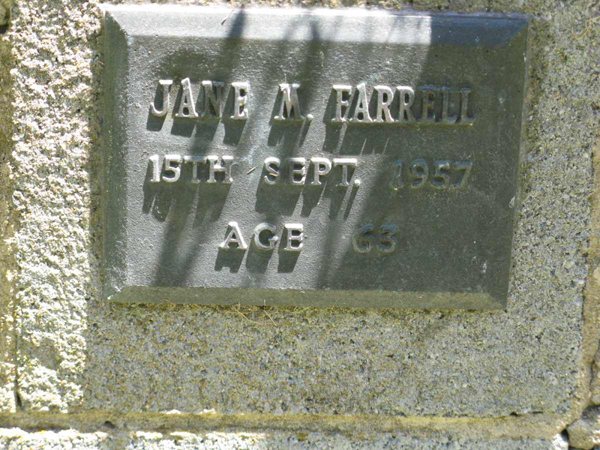 JANE M. FARRELL
15TH SEPT. 1957
AGE 63